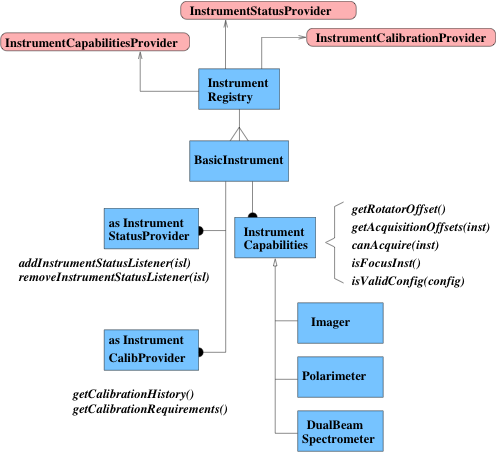 InstrumentStatusProvider
InstrumentCapabilitiesProvider
InstrumentCalibrationProvider
Instrument
Registry
BasicInstrument
as Instrument
StatusProvider
addInstrumentStatusListener(isl)
removeInstrumentStatusListener(isl)
Instrument
Capabilities
getRotatorOffset()
getAcquisitionOffsets(inst)
canAcquire(inst)
isFocusInst()
isValidConfig(config)
as Instrument
CalibProvider
getCalibrationHistory()
getCalibrationRequirements()
Imager
Polarimeter
DualBeam
Spectrometer